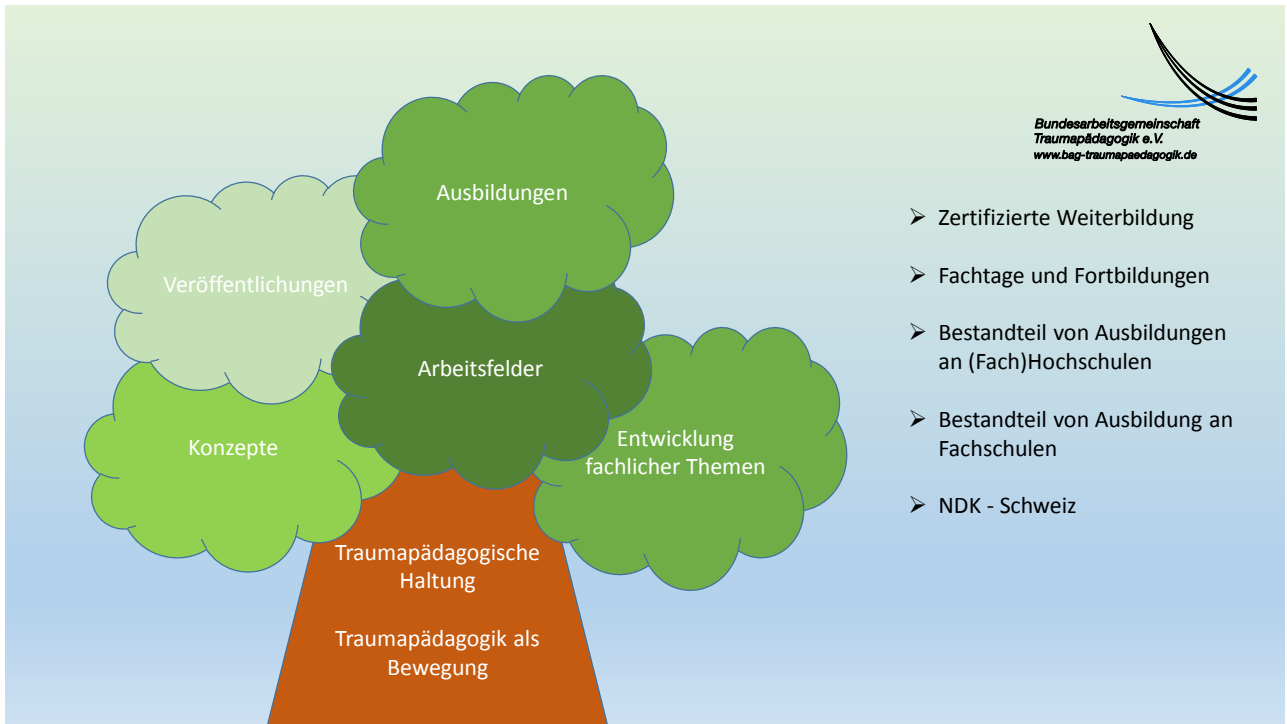 Bundesarbeitsgemeinschaft
Traumapädagogik e.V.
www.bag-traumapaedagogik.de
Ausbildungen
Veröffentlichungen
Arbeitsfelder
Konzepte
Entwicklung
fachlicher Themen
Traumapädagogische
Haltung
Traumapädagogik als
Bewegung
➢ Zertifizierte Weiterbildung
➢ Fachtage und Fortbildungen
➢ Bestandteil von Ausbildungen
an (Fach)Hochschulen
➢ Bestandteil von Ausbildung an
Fachschulen
➢ NDK - Schweiz